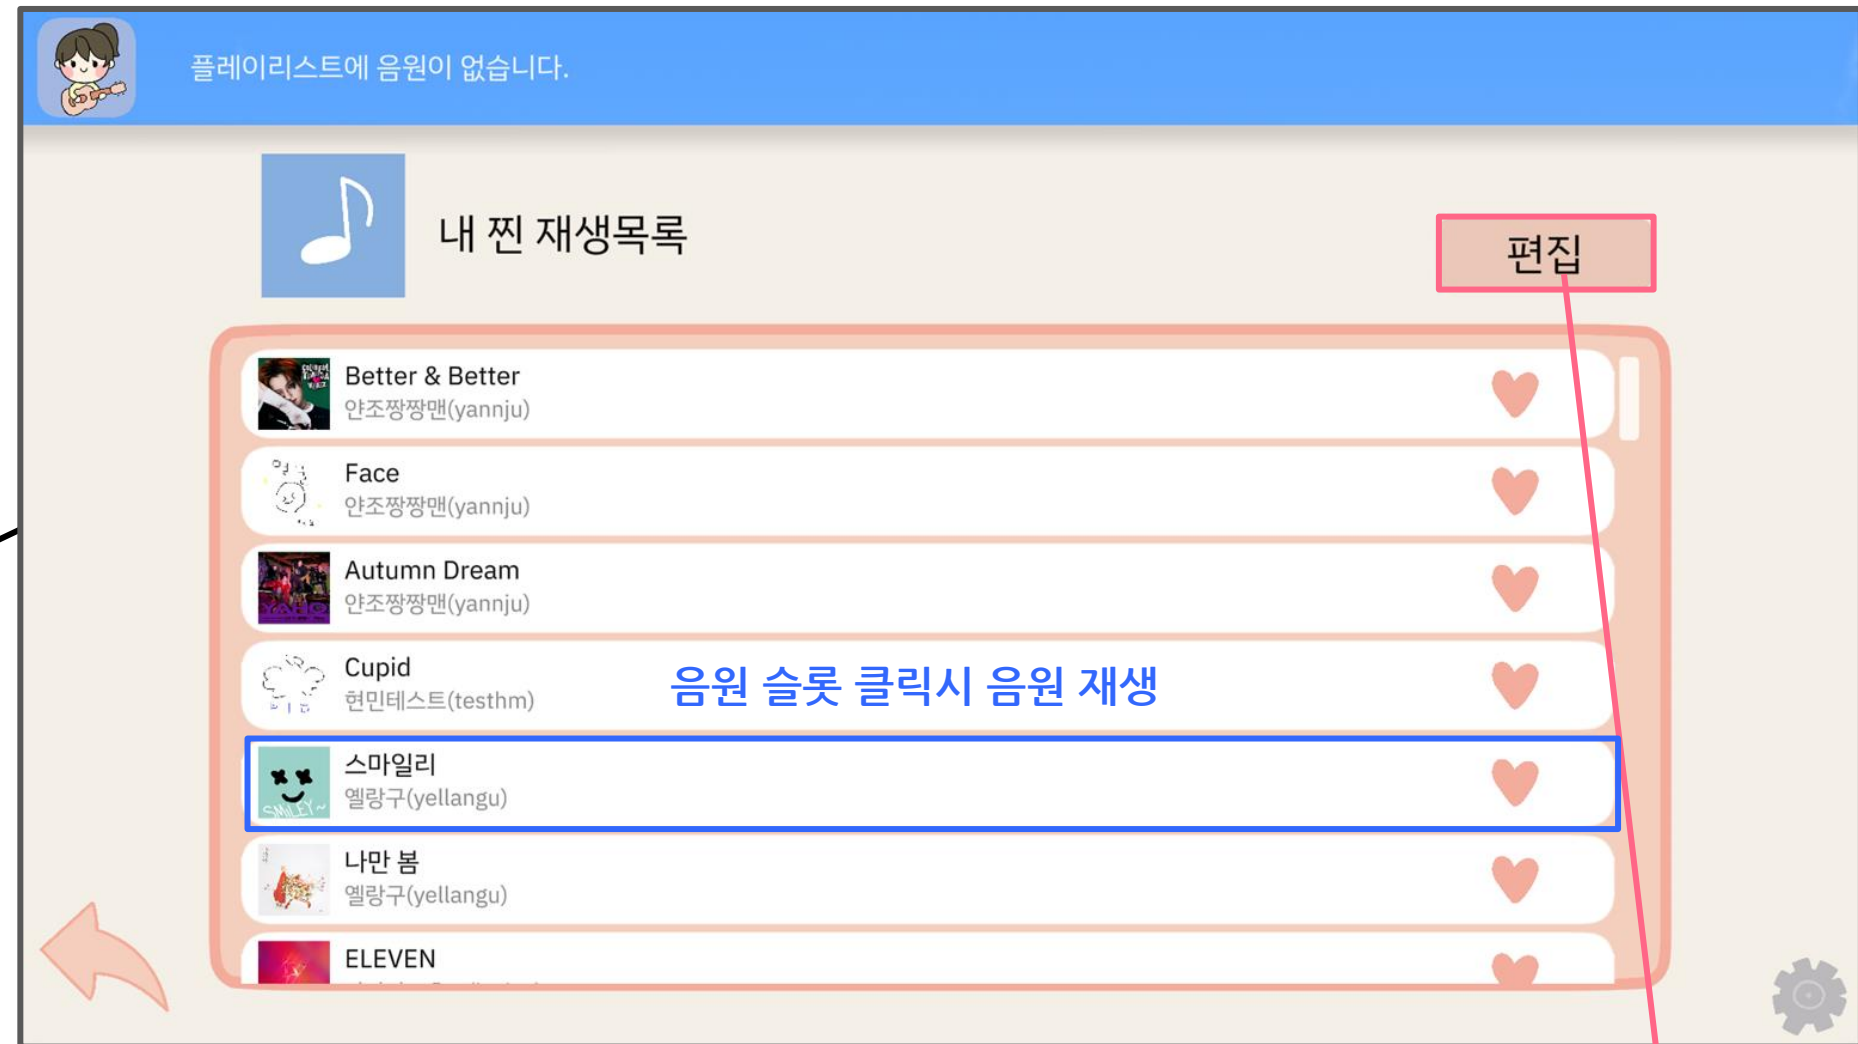 플레이리스트에 음원이 없습니다.
내 찐 재생목록
편집
Better & Better
얀조짱짱맨(yannju)
Face
얀조짱짱맨(yannju)
Autumn Dream
얀조짱짱맨(yannju)
YAHO
Cupid
현민테스트(testhm)
음원 슬롯 클릭시 음원 재생
스마일리
옐랑구(yellangu)
SMILEY~
나만 봄
옐랑구(yellangu)
ELEVEN